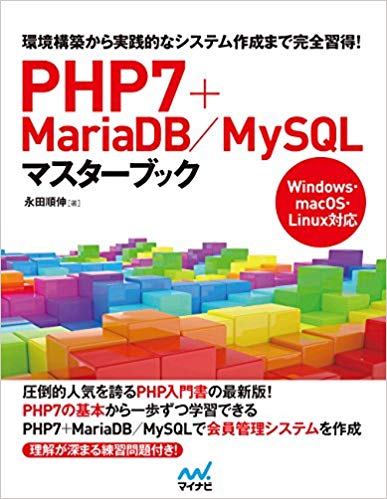 環境構築から実践的なシステム作成まで完全習得!
PHP7+
MariaDB/MySQL
マスターブック
永田順伸[著]
Windows・
macOS・
Linux対応
圧倒的人気を誇るPHP入門書の最新版!
PHP7の基本から一歩ずつ学習できる
PHP7+MariaDB/MySQLで会員管理システムを作成
理解が深まる練習問題付き!
マイナビ